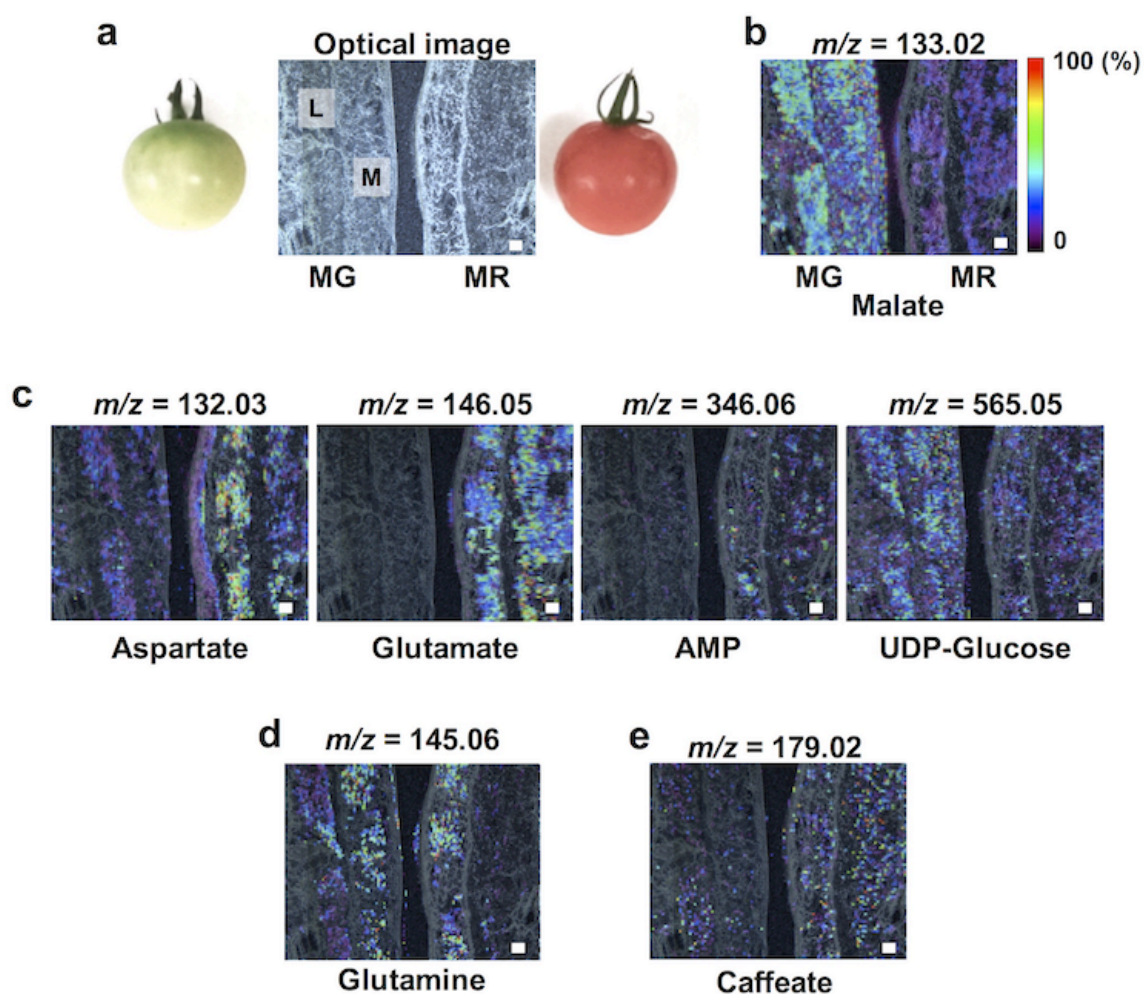 a
Optical image
L
M
MG MR
b
m/z = 133.02
100 (%)
0
MG MR
Malate
c
m/z = 132.03 m/z = 146.05 m/z = 346.06 m/z = 565.05
Aspartate Glutamate AMP UDP-Glucose
d
m/z = 145.06
Glutamine
e
m/z = 179.02
Caffeate